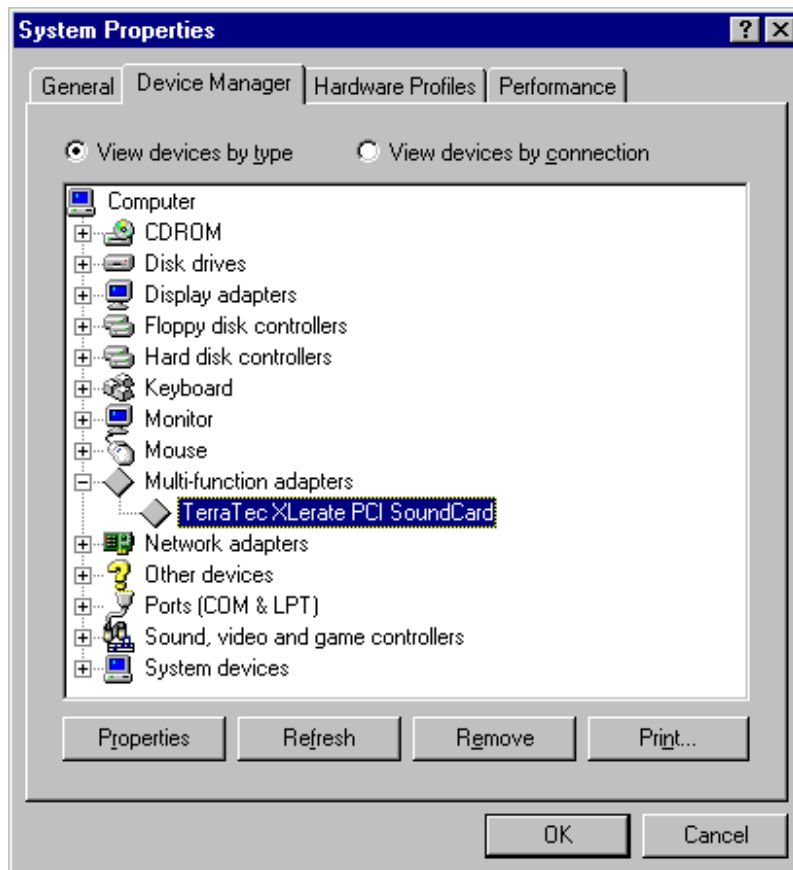 System Properties
General Device Manager Hardware Profiles Performance
View devices by type View devices by connection
Computer
CDROM
Disk drives
Display adapters
Floppy disk controllers
Hard disk controllers
Keyboard
Monitor
Mouse
Multi-function adapters
TerraTec XLerate PCI SoundCard
Network adapters
Other devices
Ports (COM & LPT)
Sound, video and game controllers
System devices
Properties Refresh Remove Print...
OK Cancel